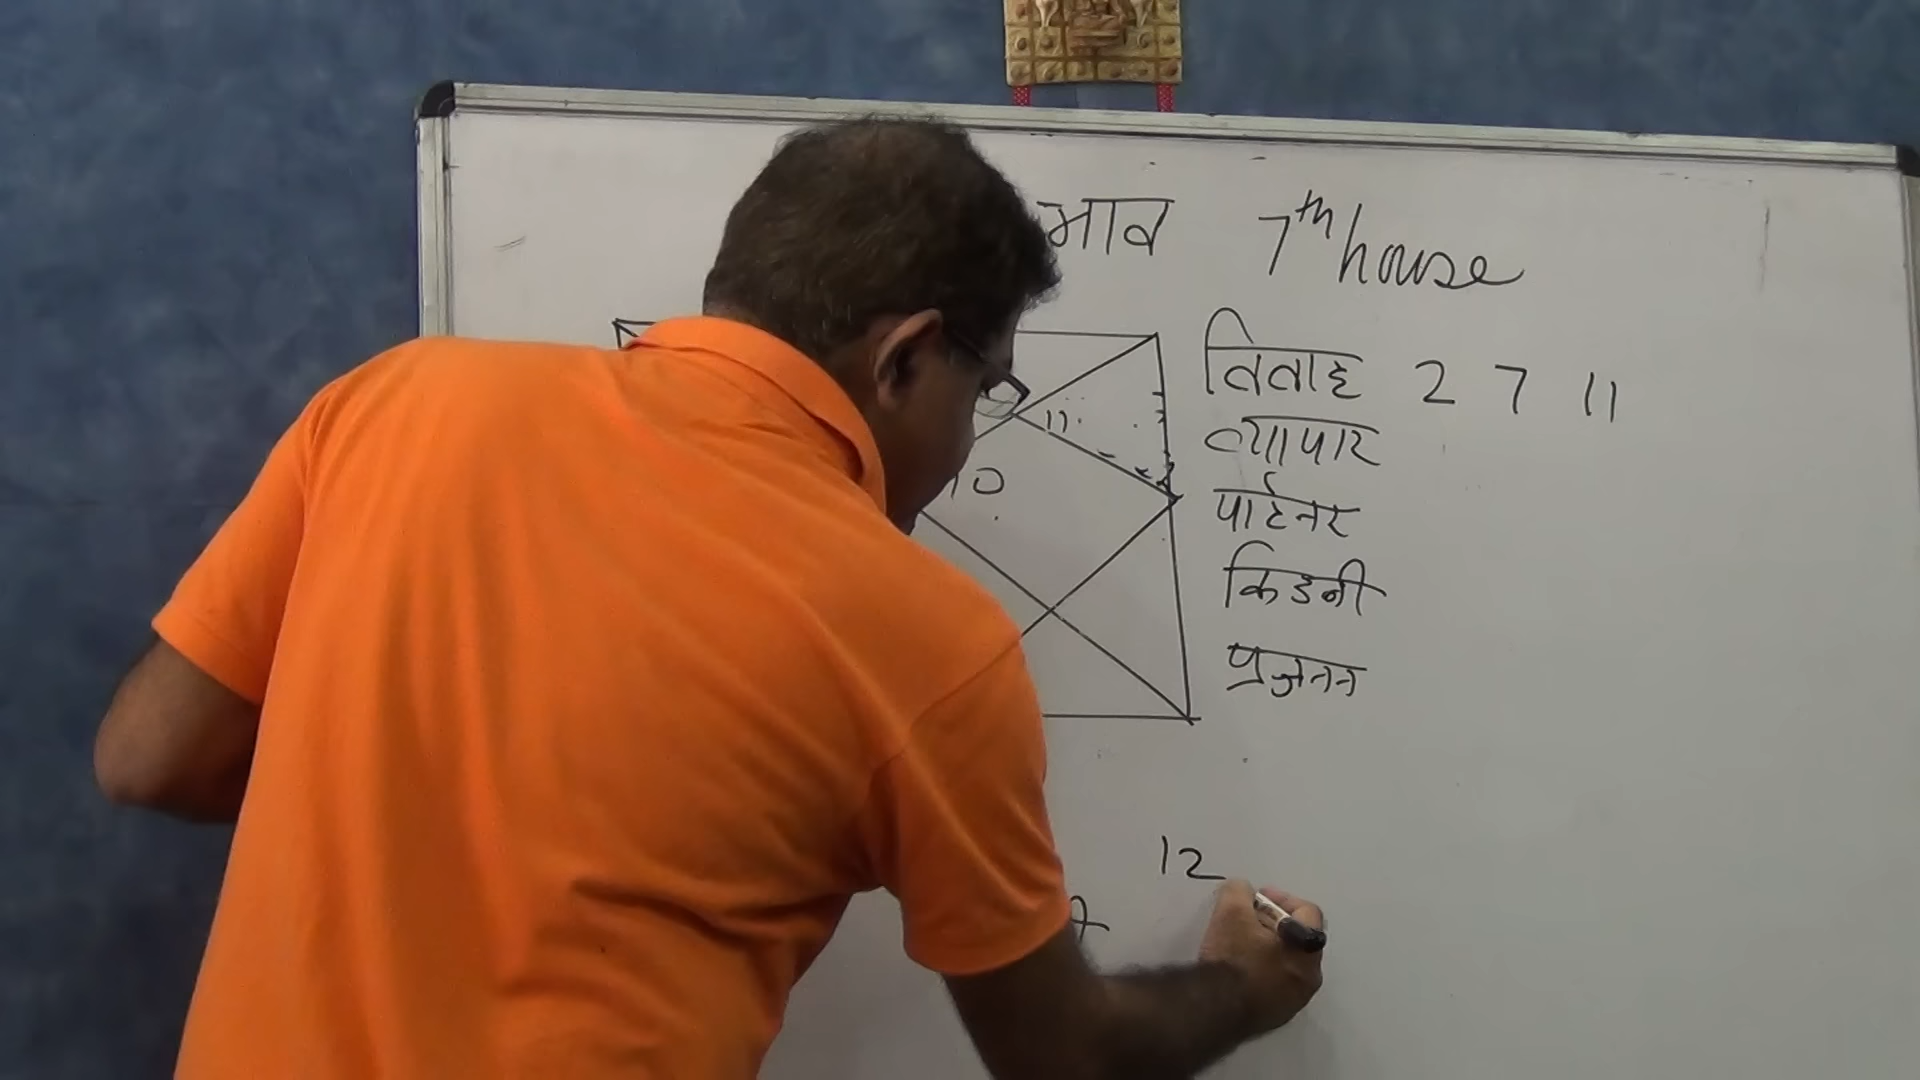 भाव 7th house
विवाह 2 7 11
व्यापार
पार्टनर
किडनी
प्रजनन
11
10
12